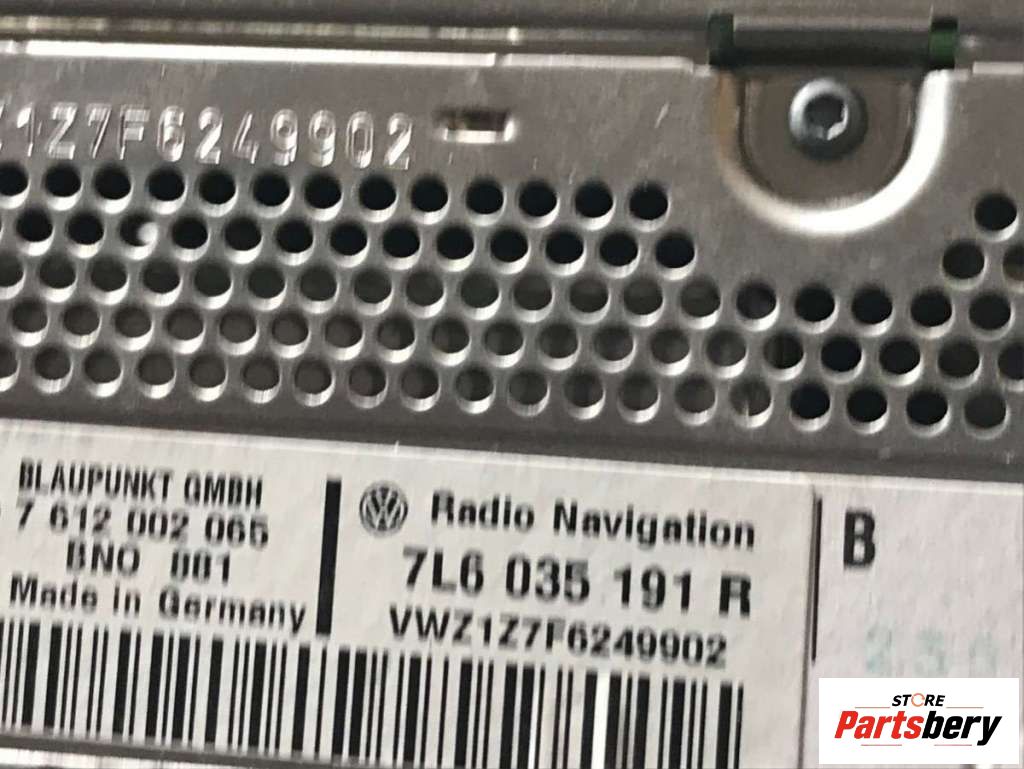 Z1Z7F6249902
BLAUPUNKT GMBH
7 612 002 065
BNO 881
Made in Germany
Radio Navigation
7L6 035 191 R
VWZ1Z7F6249902
B
STORE
Partsbery